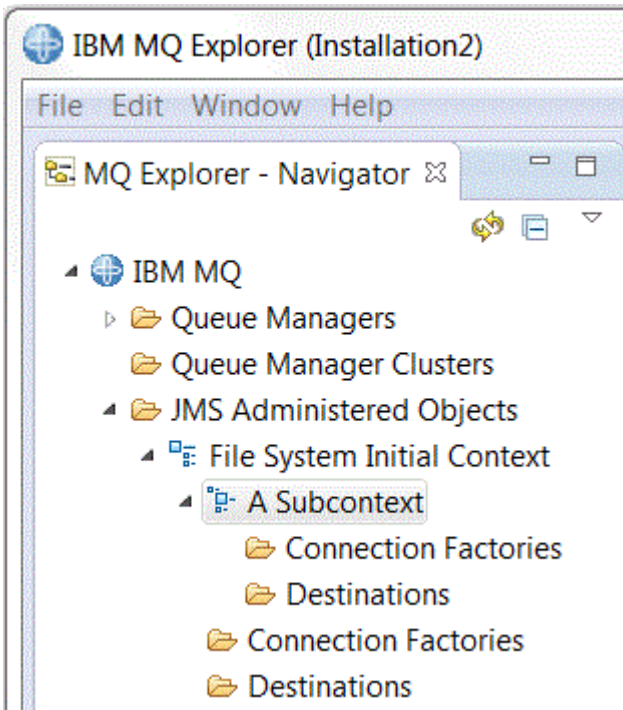 IBM MQ Explorer (Installation2)
File Edit Window Help
MQ Explorer - Navigator
IBM MQ
Queue Managers
Queue Manager Clusters
JMS Administered Objects
File System Initial Context
A Subcontext
Connection Factories
Destinations
Connection Factories
Destinations